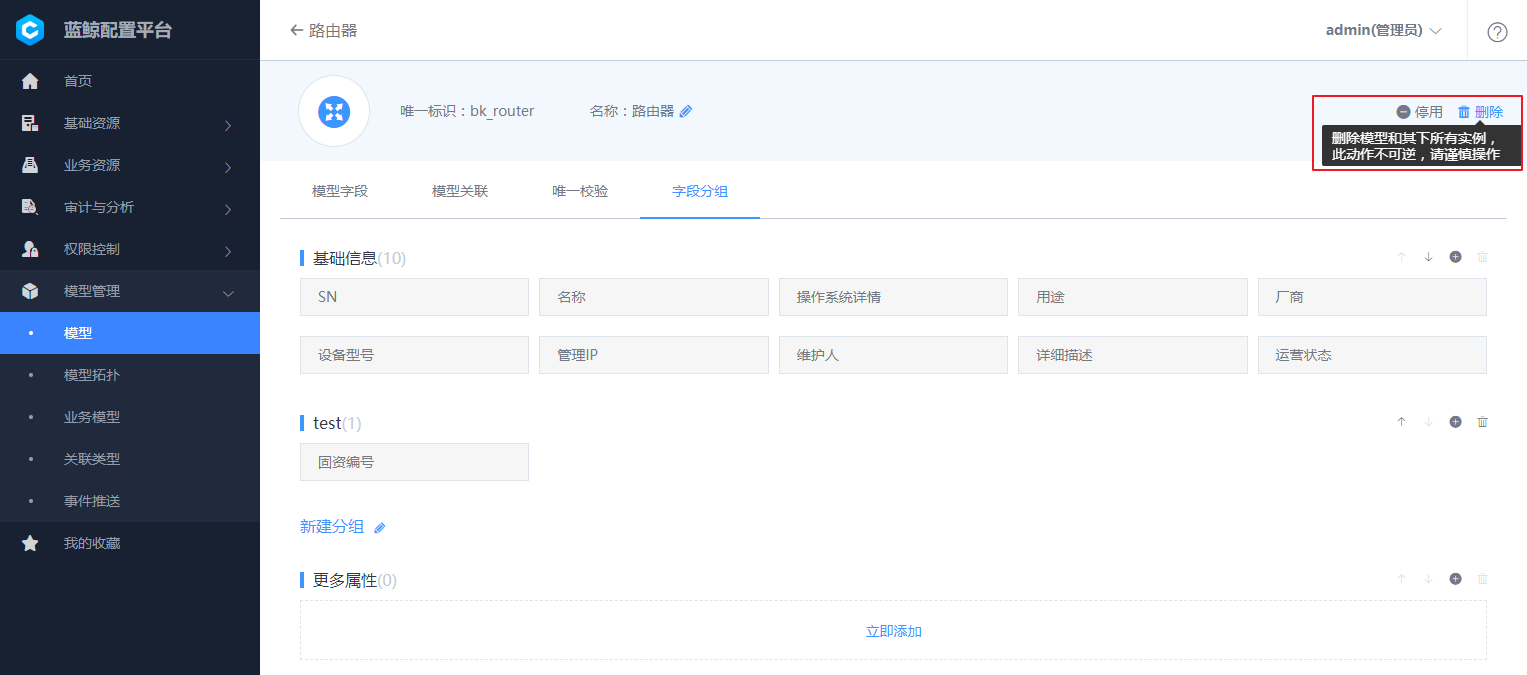 蓝鲸配置平台
首页
基础资源
业务资源
审计与分析
权限控制
模型管理
模型
模型拓扑
业务模型
关联类型
事件推送
我的收藏
路由器
admin(管理员)
唯一标识：bk_router
名称：路由器
停用
删除
删除模型和其下所有实例，
此动作不可逆，请谨慎操作
模型字段
模型关联
唯一校验
字段分组
基础信息(10)
SN
名称
操作系统详情
用途
厂商
设备型号
管理IP
维护人
详细描述
运营状态
test(1)
固资编号
新建分组
更多属性(0)
立即添加